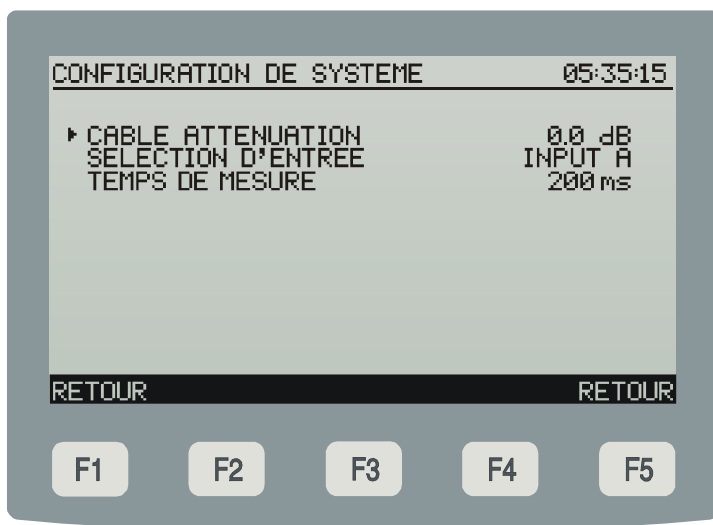 CONFIGURATION DE SYSTEME 05:35:15
CABLE ATTENUATION 0.0 dB
SELECTION D'ENTREE INPUT A
TEMPS DE MESURE 200 ms
RETOUR RETOUR
F1 F2 F3 F4 F5